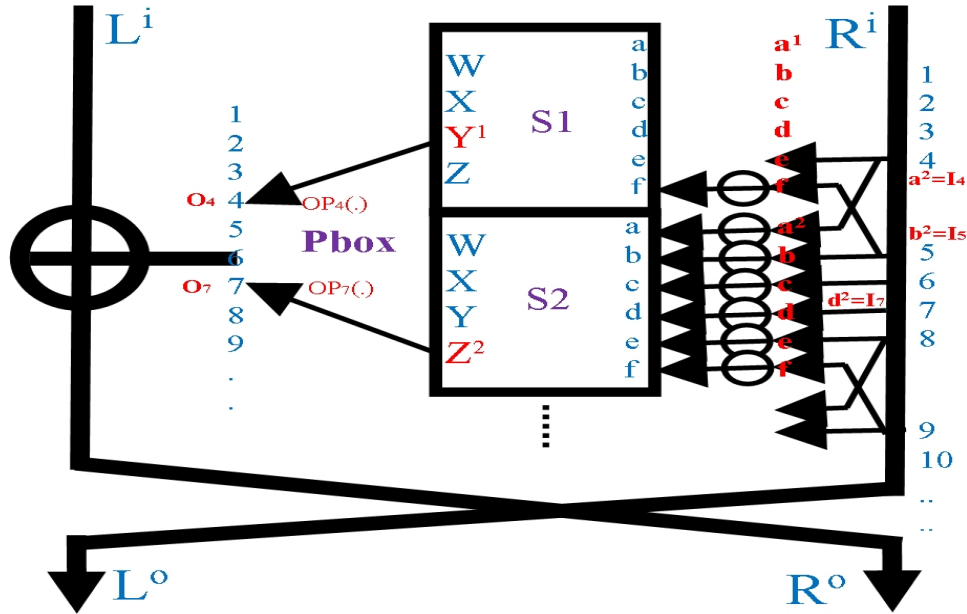 Lⁱ
Rⁱ
W
X
Y¹
Z
S1
a
b
c
d
e
f
a¹
b
c
d
e
f
1
2
3
4
a²=I₄
b²=I₅
5
6
d²=I₇
7
8
9
10
..
..
1
2
3
O₄ 4
OP₄(.)
5
Pbox
6
O₇ 7
OP₇(.)
8
9
.
.
W
X
Y
Z²
S2
a
b
c
d
e
f
a²
b
c
d
e
f
Lᵒ
Rᵒ